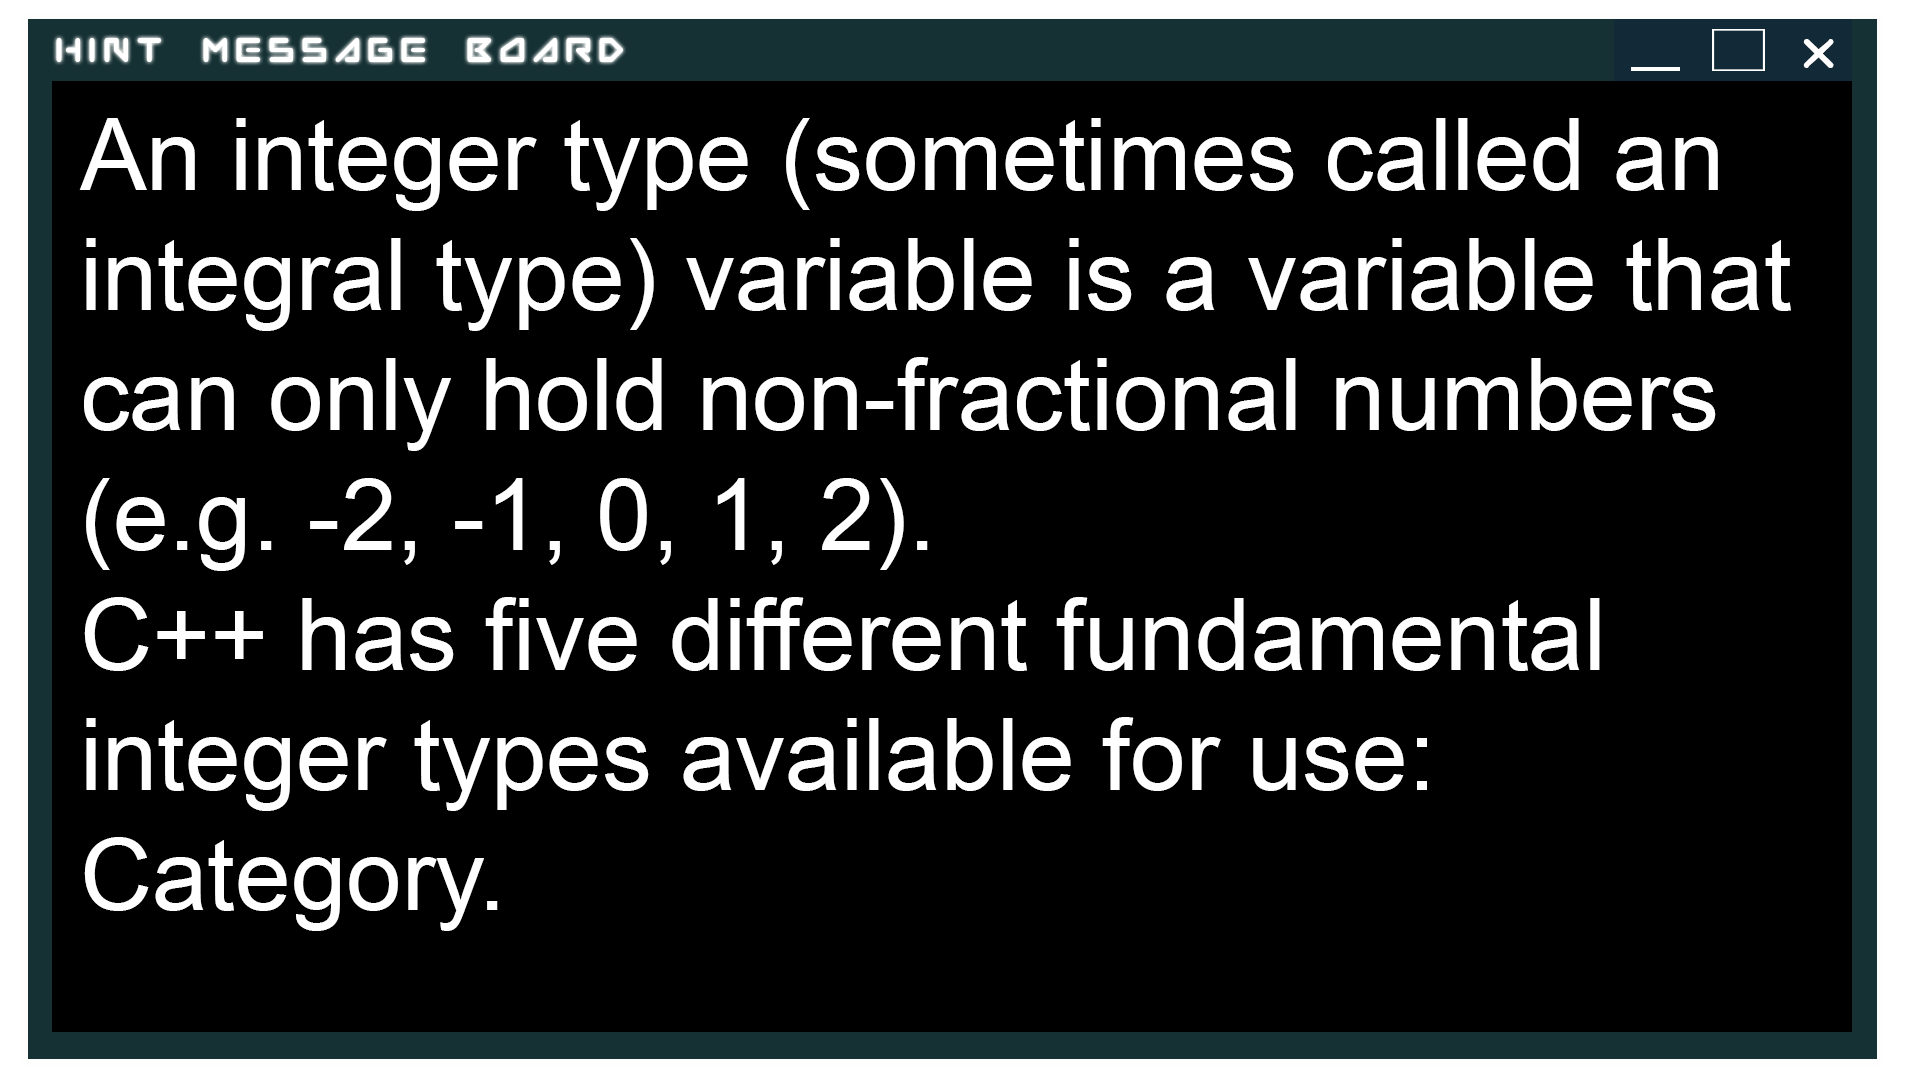 HINT MESSAGE BOARD
An integer type (sometimes called an
integral type) variable is a variable that
can only hold non-fractional numbers
(e.g. -2, -1, 0, 1, 2).
C++ has five different fundamental
integer types available for use:
Category.